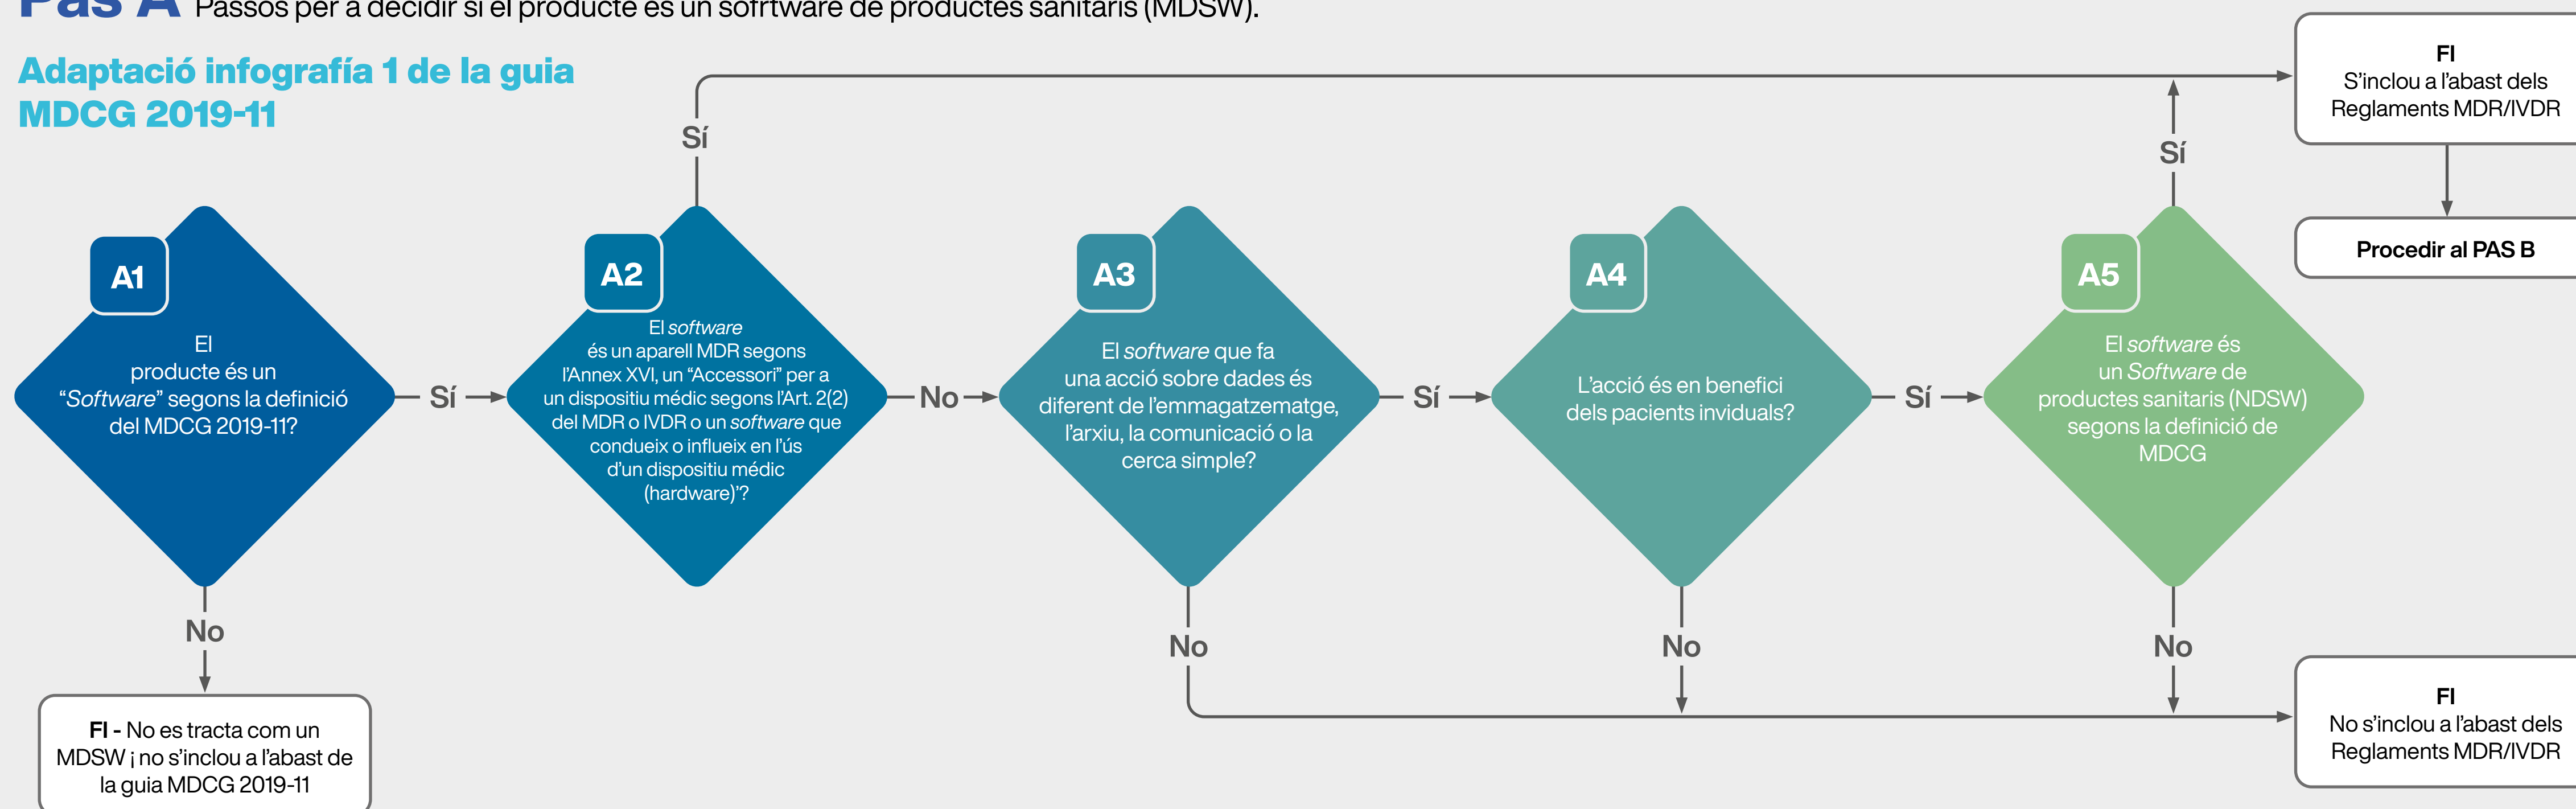 Pas A Passos per a decidir si el producte és un sofrtware de productes sanitaris (MDSW).
Adaptació infografía 1 de la guia
MDCG 2019-11
A1
El
producte és un
“Software” segons la definició
del MDCG 2019-11?
Sí
No
FI - No es tracta com un
MDSW ¡ no s’inclou a l’abast de
la guia MDCG 2019-11
A2
El software
és un aparell MDR segons
l’Annex XVI, un “Accessori” per a
un dispositiu médic segons l’Art. 2(2)
del MDR o IVDR o un software que
condueix o influeix en l’ús
d’un dispositiu médic
(hardware)’?
Sí
No
A3
El software que fa
una acció sobre dades és
diferent de l’emmagatzematge,
l’arxiu, la comunicació o la
cerca simple?
Sí
No
A4
L’acció és en benefici
dels pacients inviduals?
Sí
No
A5
El software és
un Software de
productes sanitaris (NDSW)
segons la definició de
MDCG
Sí
No
FI
S’inclou a l’abast dels
Reglaments MDR/IVDR
Procedir al PAS B
FI
No s’inclou a l’abast dels
Reglaments MDR/IVDR